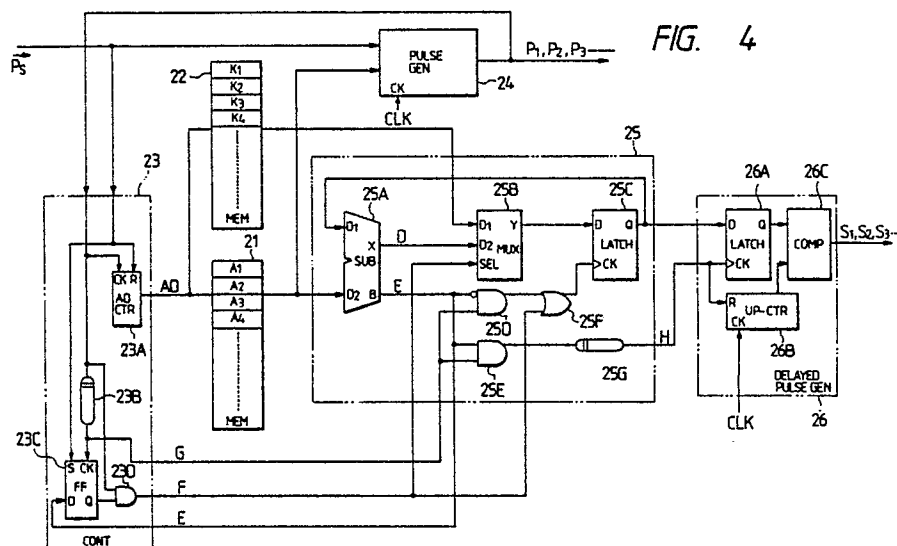 FIG. 4
Ps
22
K1
K2
K3
K4
MEM
PULSE
GEN
CK
24
CLK
P1, P2, P3
23
25
25A
25B
25C
26A
26C
D1
X
SUB
D2 B
D
E
D1 Y
D2
MUX
SEL
D Q
LATCH
CK
D Q
LATCH
CK
COMP
S1, S2, S3
CK R
AD
CTR
23A
AD
21
A1
A2
A3
A4
MEM
25D
25E
25F
25G
H
R
UP-CTR
CK
26B
DELAYED
PULSE GEN
26
CLK
23B
23C
S CK
FF
D Q
23D
G
F
E
CONT